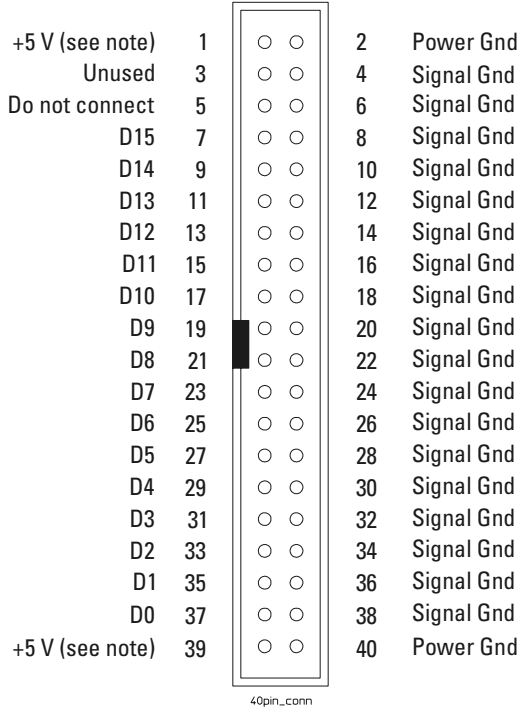 +5 V (see note) 1 2 Power Gnd
Unused 3 4 Signal Gnd
Do not connect 5 6 Signal Gnd
D15 7 8 Signal Gnd
D14 9 10 Signal Gnd
D13 11 12 Signal Gnd
D12 13 14 Signal Gnd
D11 15 16 Signal Gnd
D10 17 18 Signal Gnd
D9 19 20 Signal Gnd
D8 21 22 Signal Gnd
D7 23 24 Signal Gnd
D6 25 26 Signal Gnd
D5 27 28 Signal Gnd
D4 29 30 Signal Gnd
D3 31 32 Signal Gnd
D2 33 34 Signal Gnd
D1 35 36 Signal Gnd
D0 37 38 Signal Gnd
+5 V (see note) 39 40 Power Gnd
40pin_conn